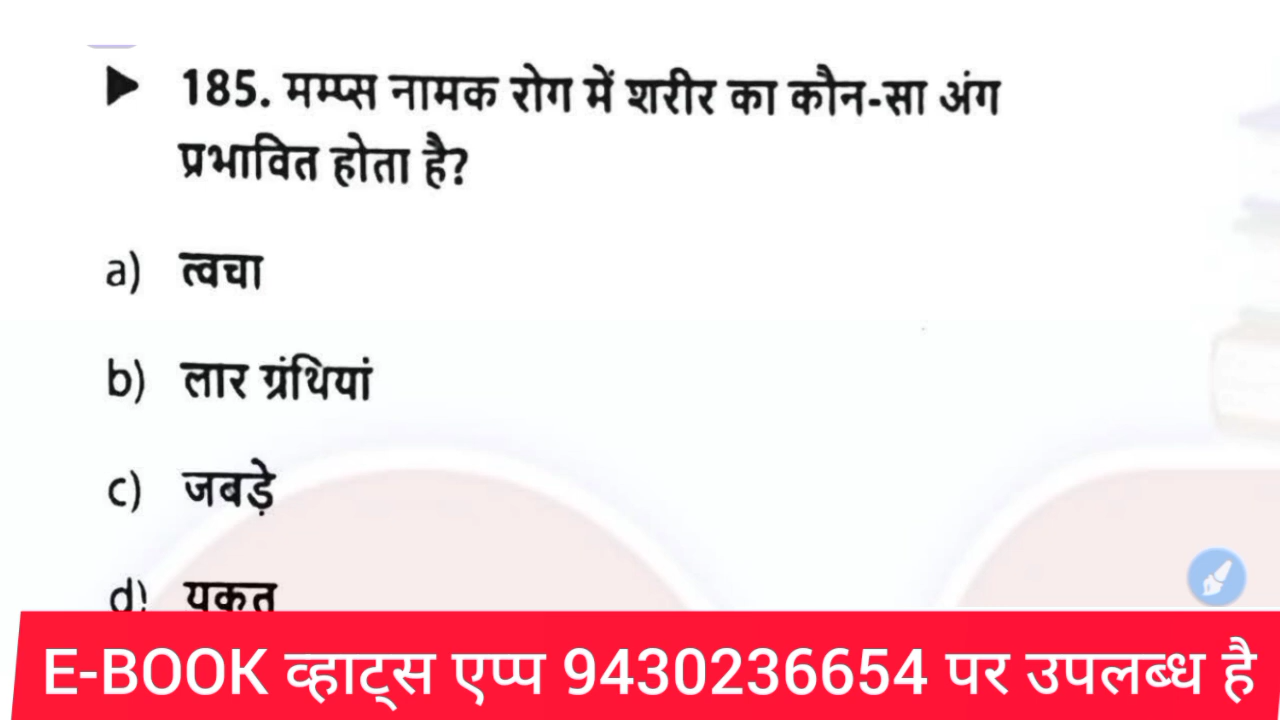 185. मम्प्स नामक रोग में शरीर का कौन-सा अंग
प्रभावित होता है?
a) त्वचा
b) लार ग्रंथियां
c) जबड़े
d) यकृत
E-BOOK व्हाट्स एप्प 9430236654 पर उपलब्ध है